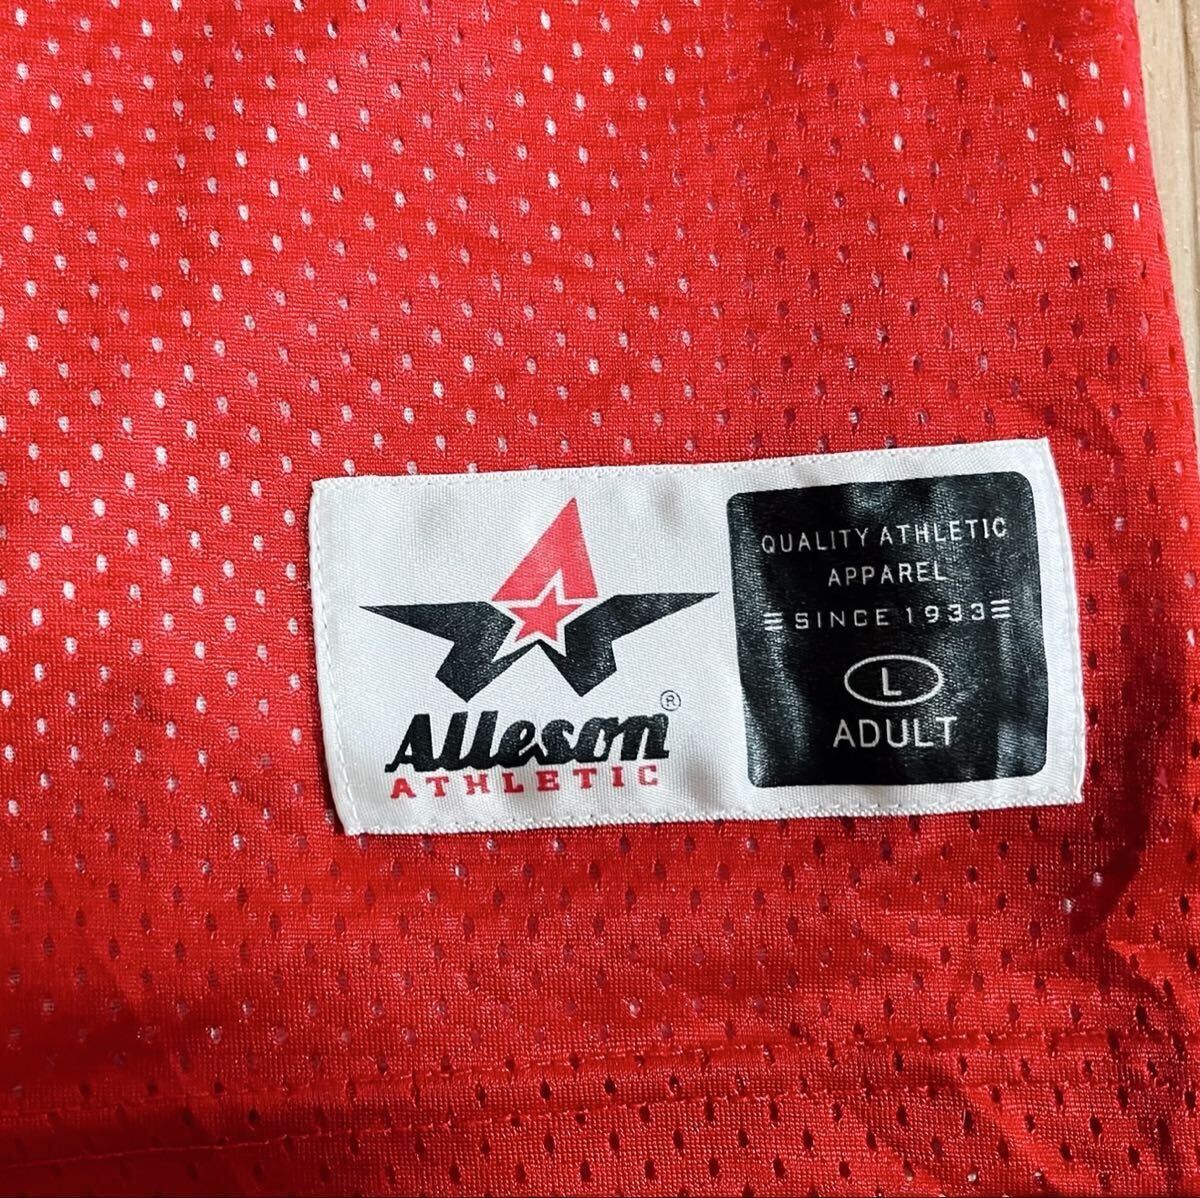 Alleson®
ATHLETIC
QUALITY ATHLETIC
APPAREL
SINCE 1933
L
ADULT